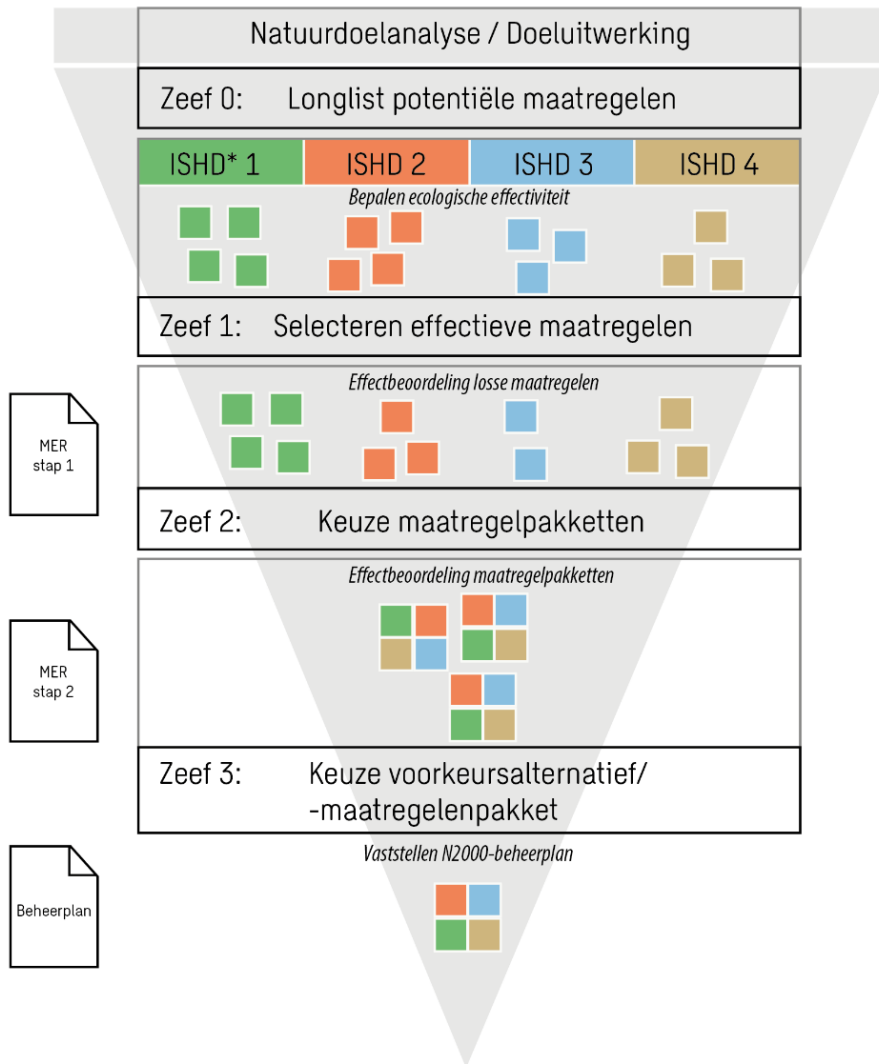 Natuurdoelanalyse / Doeluitwerking
Zeef 0: Longlist potentiële maatregelen
ISHD* 1 ISHD 2 ISHD 3 ISHD 4
Bepalen ecologische effectiviteit
Zeef 1: Selecteren effectieve maatregelen
Effectbeoordeling losse maatregelen
MER
stap 1
Zeef 2: Keuze maatregelpakketten
Effectbeoordeling maatregelpakketten
MER
stap 2
Zeef 3: Keuze voorkeursalternatief/
-maatregelenpakket
Vaststellen N2000-beheerplan
Beheerplan